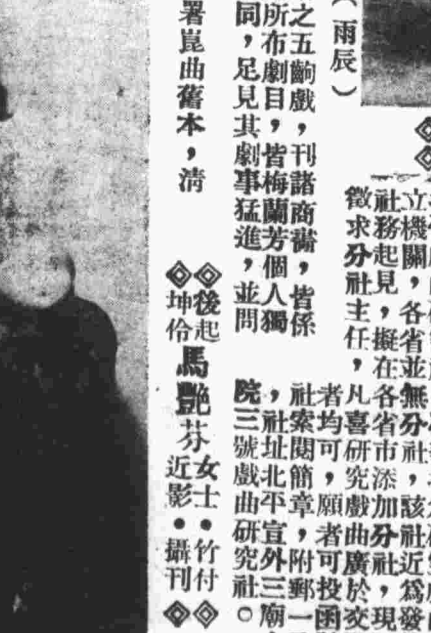 （雨辰）
之五齣戲，刊諸商　，皆係
所布劇目，皆梅蘭芳個人獨
同，足見其劇事猛進，並問
署崑曲舊本，清
立機關，　各省並無分社，該　社近為發
社務起見，擬在各省市添加分社，現
徵求分社主任，凡喜研究戲曲廣於交
者均可，願者可投函
社索閱簡章，附郵一
，社址北平宣外三廟
院三號戲曲研究社。
◈後起坤伶馬艷芬女士近影•竹付攝刊◈